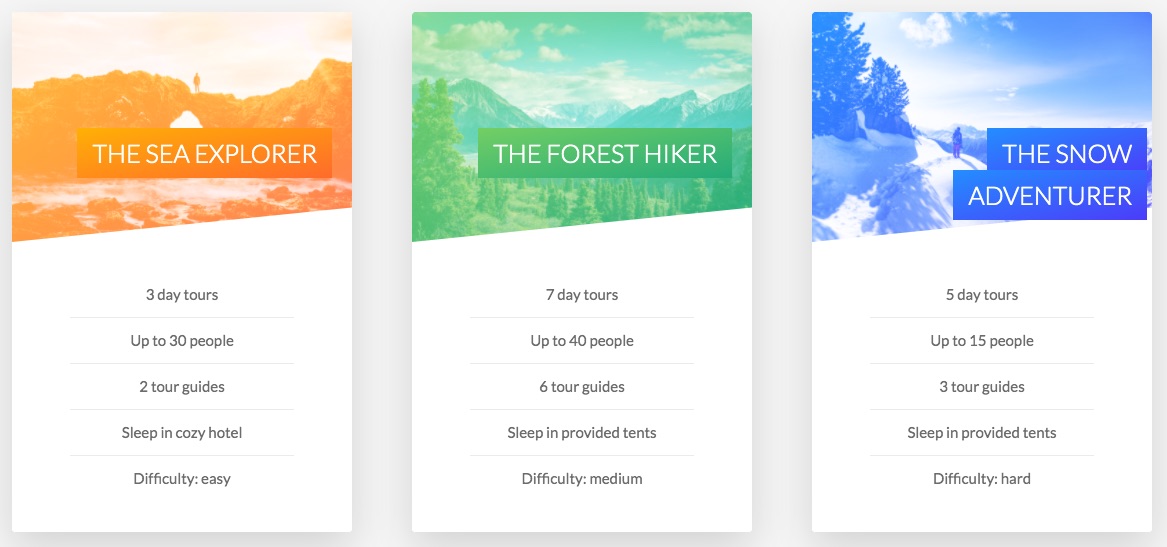 THE SEA EXPLORER
3 day tours
Up to 30 people
2 tour guides
Sleep in cozy hotel
Difficulty: easy
THE FOREST HIKER
7 day tours
Up to 40 people
6 tour guides
Sleep in provided tents
Difficulty: medium
THE SNOW
ADVENTURER
5 day tours
Up to 15 people
3 tour guides
Sleep in provided tents
Difficulty: hard